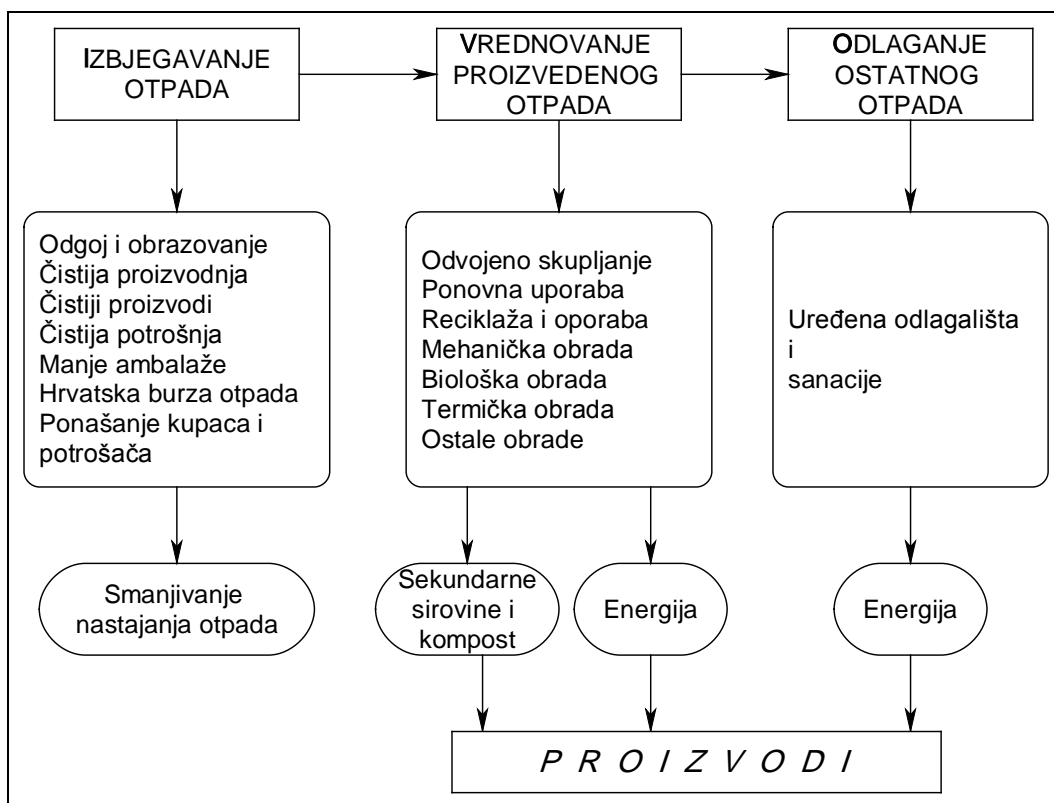 IZBJEGAVANJE
OTPADA
VREDNOVANJE
PROIZVEDENOG
OTPADA
ODLAGANJE
OSTATNOG
OTPADA
Odgoj i obrazovanje
Čistija proizvodnja
Čistiji proizvodi
Čistija potrošnja
Manje ambalaže
Hrvatska burza otpada
Ponašanje kupaca i
potrošača
Odvojeno skupljanje
Ponovna uporaba
Reciklaža i oporaba
Mehanička obrada
Biološka obrada
Termička obrada
Ostale obrade
Uređena odlagališta
i
sanacije
Smanjivanje
nastajanja otpada
Sekundarne
sirovine i
kompost
Energija
Energija
PROIZVODI